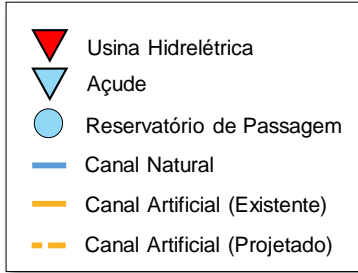 Usina Hidrelétrica
Açude
Reservatório de Passagem
Canal Natural
Canal Artificial (Existente)
Canal Artificial (Projetado)